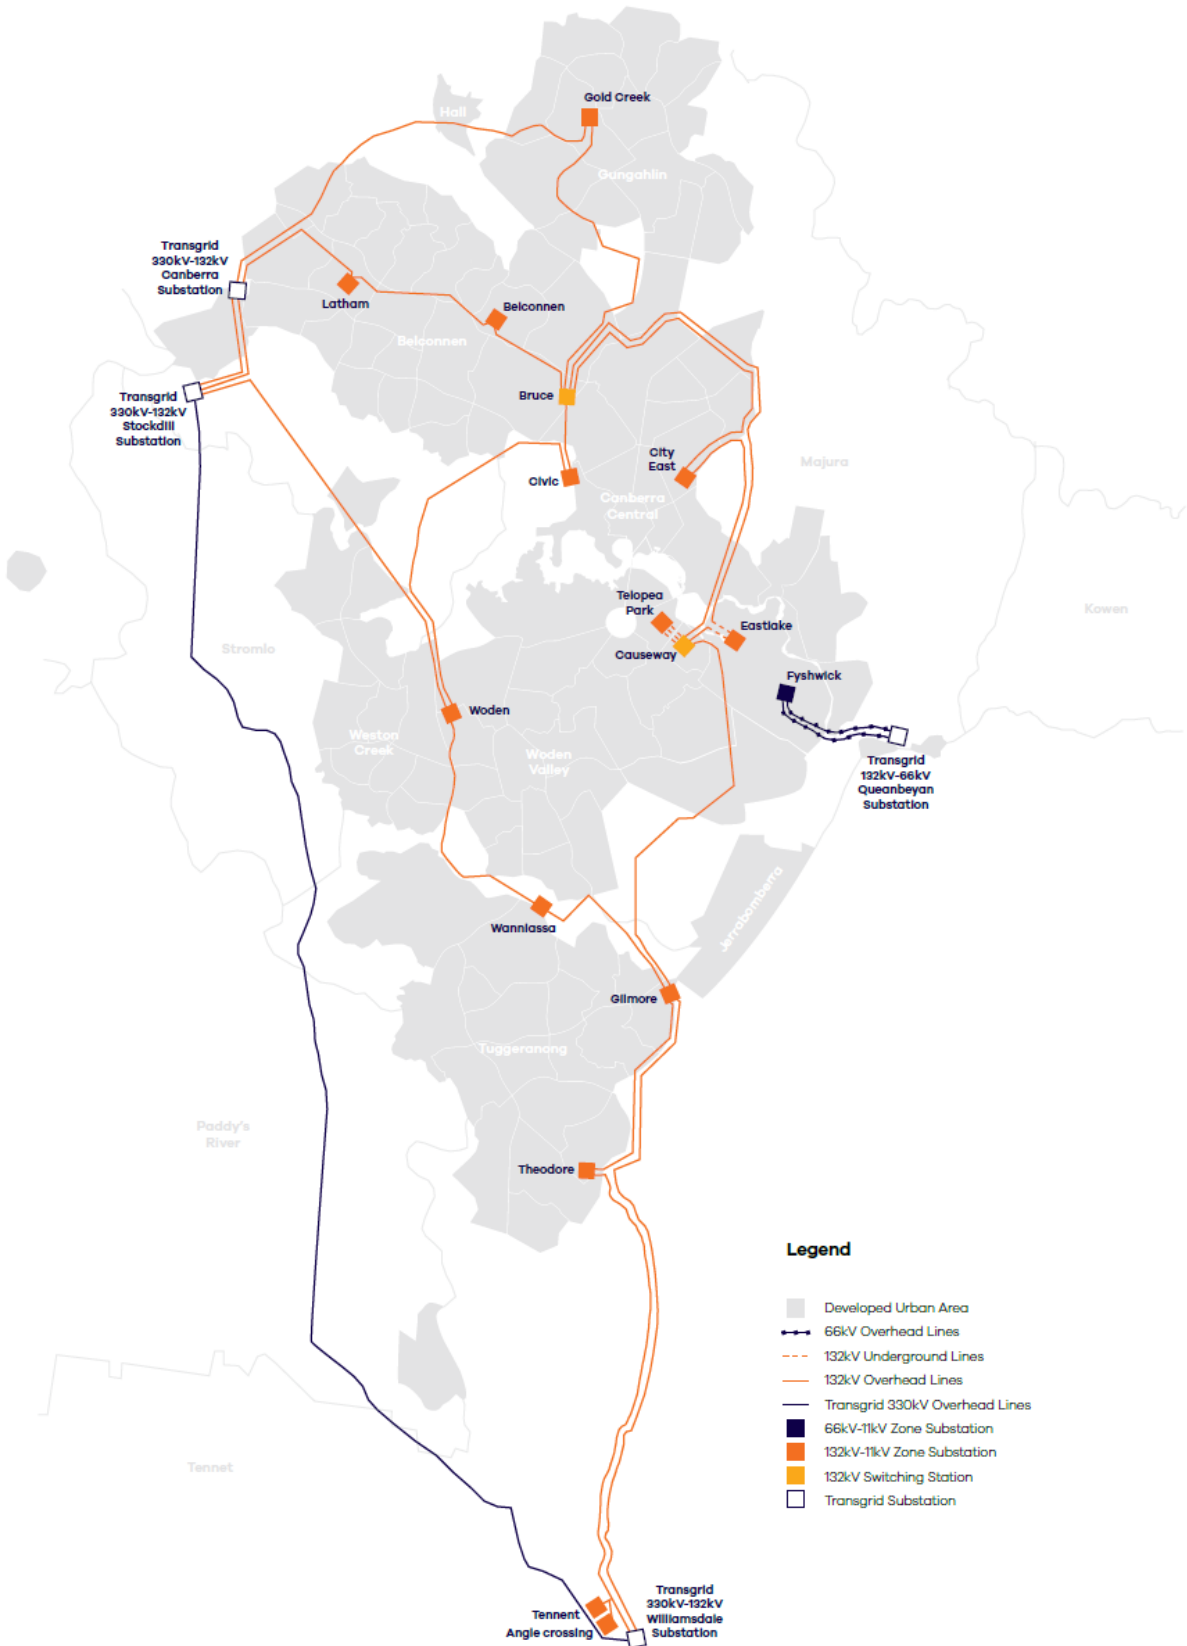 Gold Creek
Hall
Gungahlin
Transgrid
330kV-132kV
Canberra
Substation
Latham
Belconnen
Belconnen
Transgrid
330kV-132kV
Stockdill
Substation
Bruce
City
East
Majura
Civic
Canberra
Central
Telopea
Park
Kowen
Eastlake
Stromlo
Causeway
Fyshwick
Woden
Weston
Creek
Woden
Valley
Transgrid
132kV-66kV
Queanbeyan
Substation
Jerrabomberra
Wanniassa
Gilmore
Tuggeranong
Paddy's
River
Theodore
Legend
Developed Urban Area
66kV Overhead Lines
132kV Underground Lines
132kV Overhead Lines
Transgrid 330kV Overhead Lines
66kV-11kV Zone Substation
132kV-11kV Zone Substation
132kV Switching Station
Transgrid Substation
Tennet
Transgrid
330kV-132kV
Williamsdale
Substation
Tennent
Angle crossing